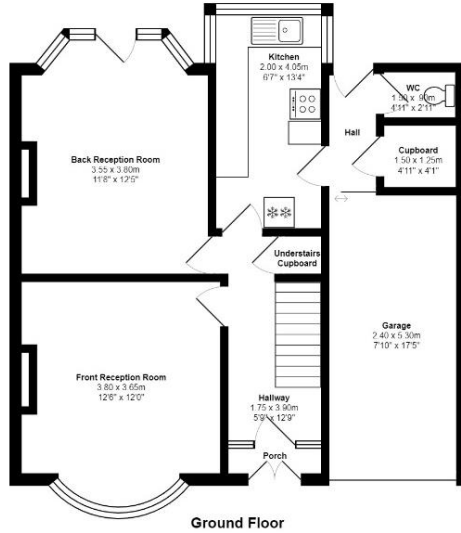 Kitchen
2.00 x 4.05m
6'7" x 13'4"
WC
1.50 x .90m
4'11" x 2'11"
Hall
Cupboard
1.50 x 1.25m
4'11" x 4'1"
Back Reception Room
3.55 x 3.80m
11'8" x 12'5"
Understairs
Cupboard
Garage
2.40 x 5.30m
7'10" x 17'5"
Front Reception Room
3.80 x 3.65m
12'6" x 12'0"
Hallway
1.75 x 3.90m
5'9" x 12'9"
Porch
Ground Floor